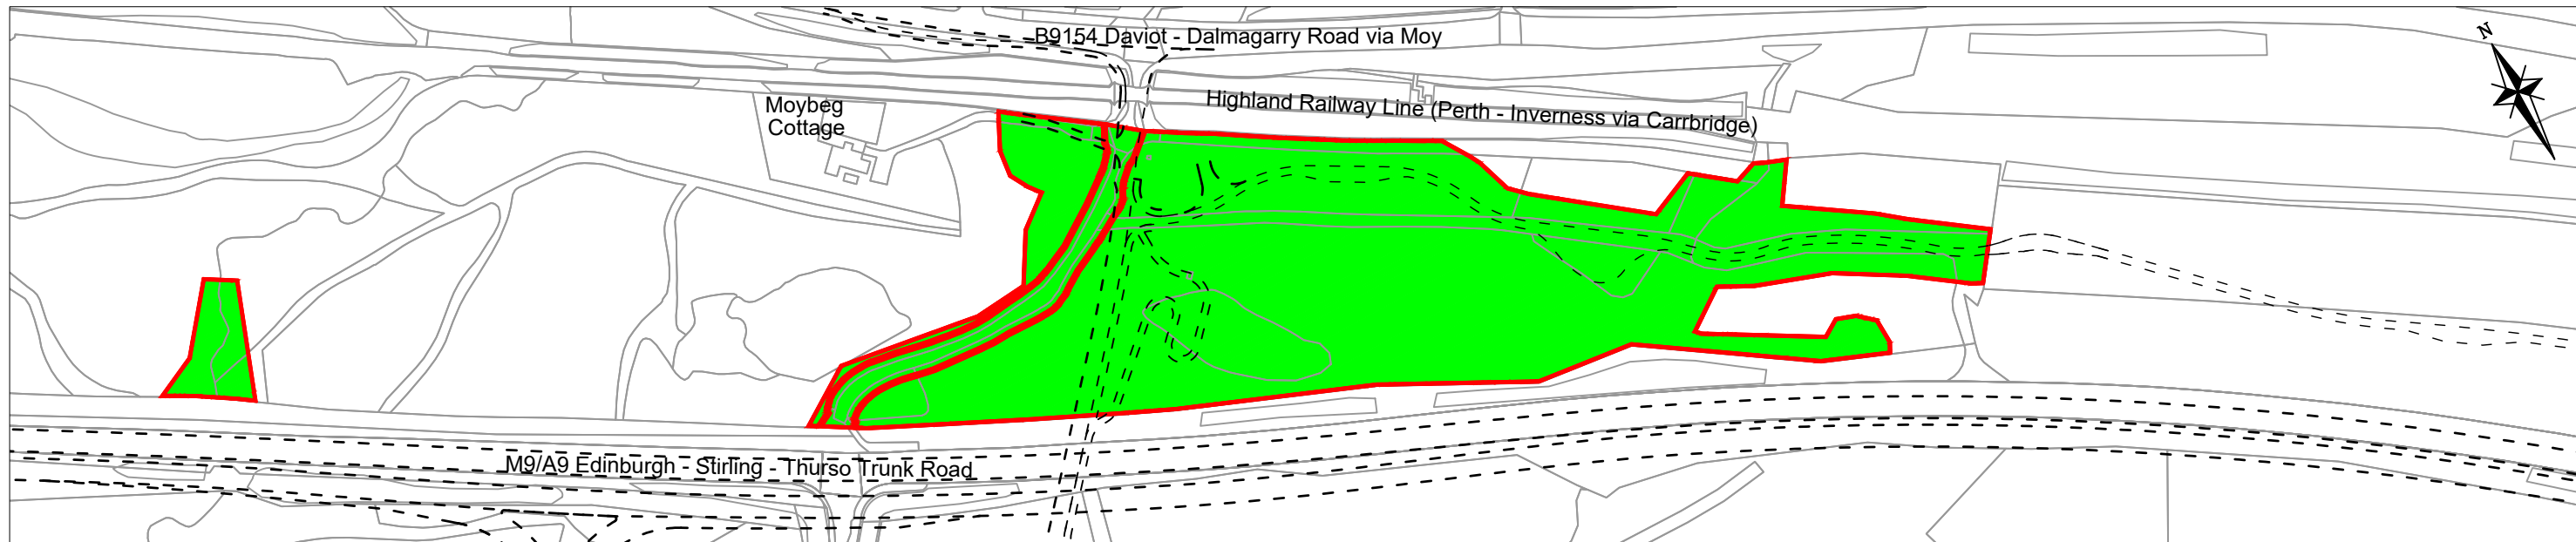 B9154 Daviot - Dalmagarry Road via Moy
N
Highland Railway Line (Perth - Inverness via Carrbridge)
Moybeg
Cottage
M9/A9 Edinburgh - Stirling - Thurso Trunk Road